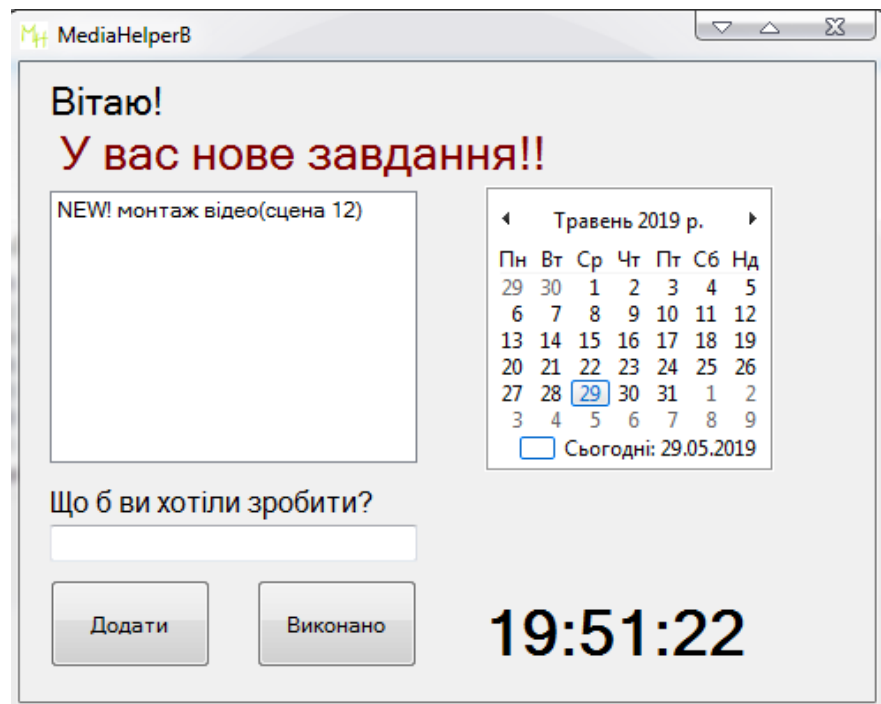 MH MediaHelperB
Вітаю!
У вас нове завдання!!
NEW! монтаж відео(сцена 12)
Травень 2019 р.
Пн Вт Ср Чт Пт Сб Нд
29 30 1 2 3 4 5
6 7 8 9 10 11 12
13 14 15 16 17 18 19
20 21 22 23 24 25 26
27 28 29 30 31 1 2
3 4 5 6 7 8 9
Сьогодні: 29.05.2019
Що б ви хотіли зробити?
Додати
Виконано
19:51:22